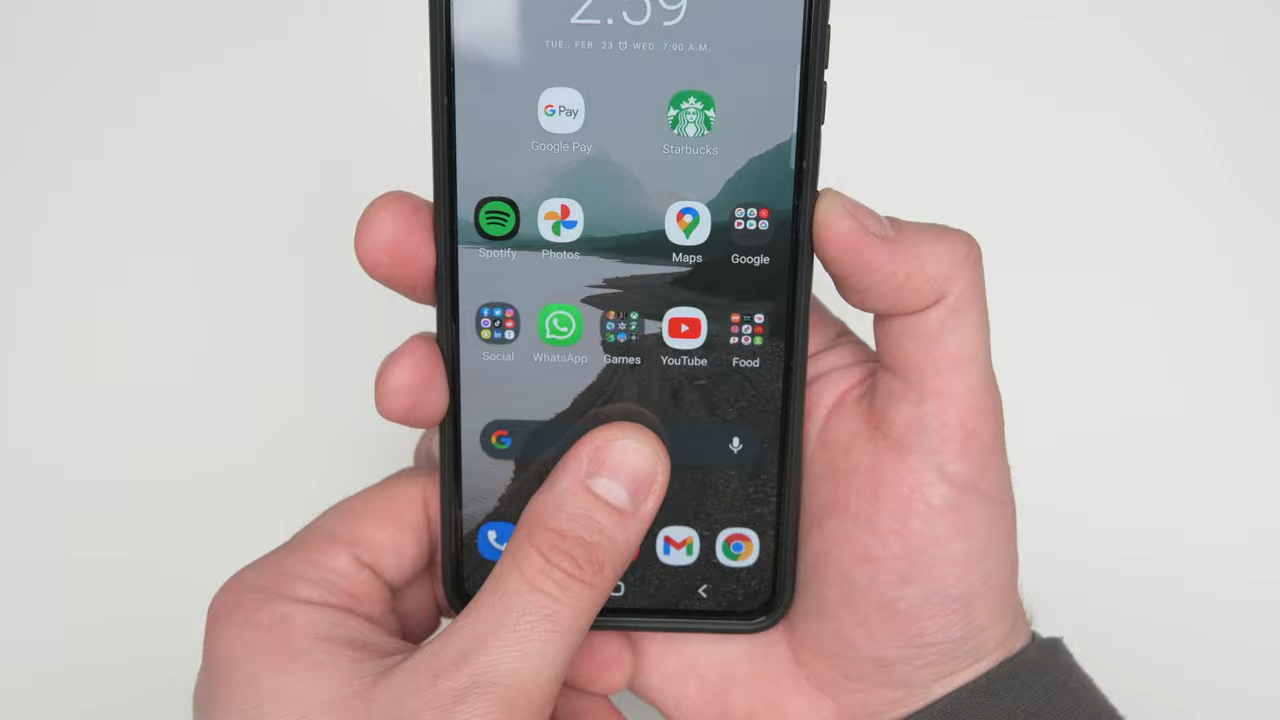 2:59
TUE., FEB 23 WED, 7:00 A.M.
G Pay
Google Pay
Starbucks
Spotify
Photos
Maps
Google
Social
WhatsApp
Games
YouTube
Food